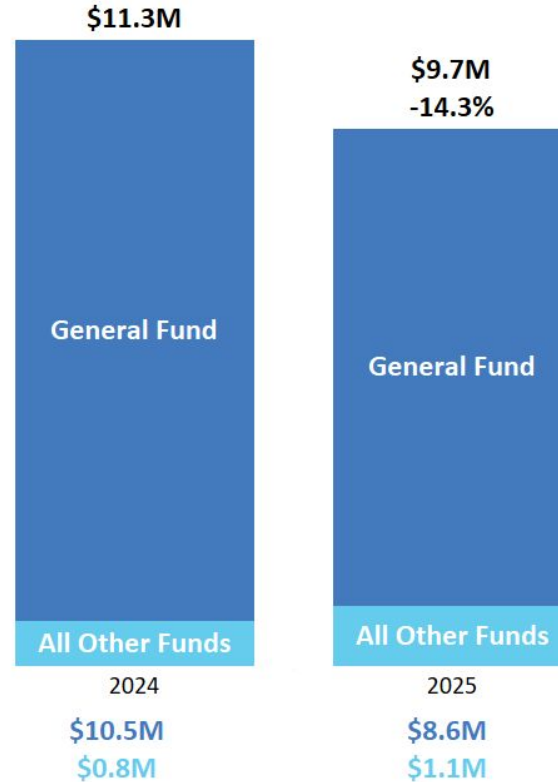 $11.3M
$9.7M
-14.3%
General Fund
General Fund
All Other Funds
All Other Funds
2024
2025
$10.5M
$8.6M
$0.8M
$1.1M